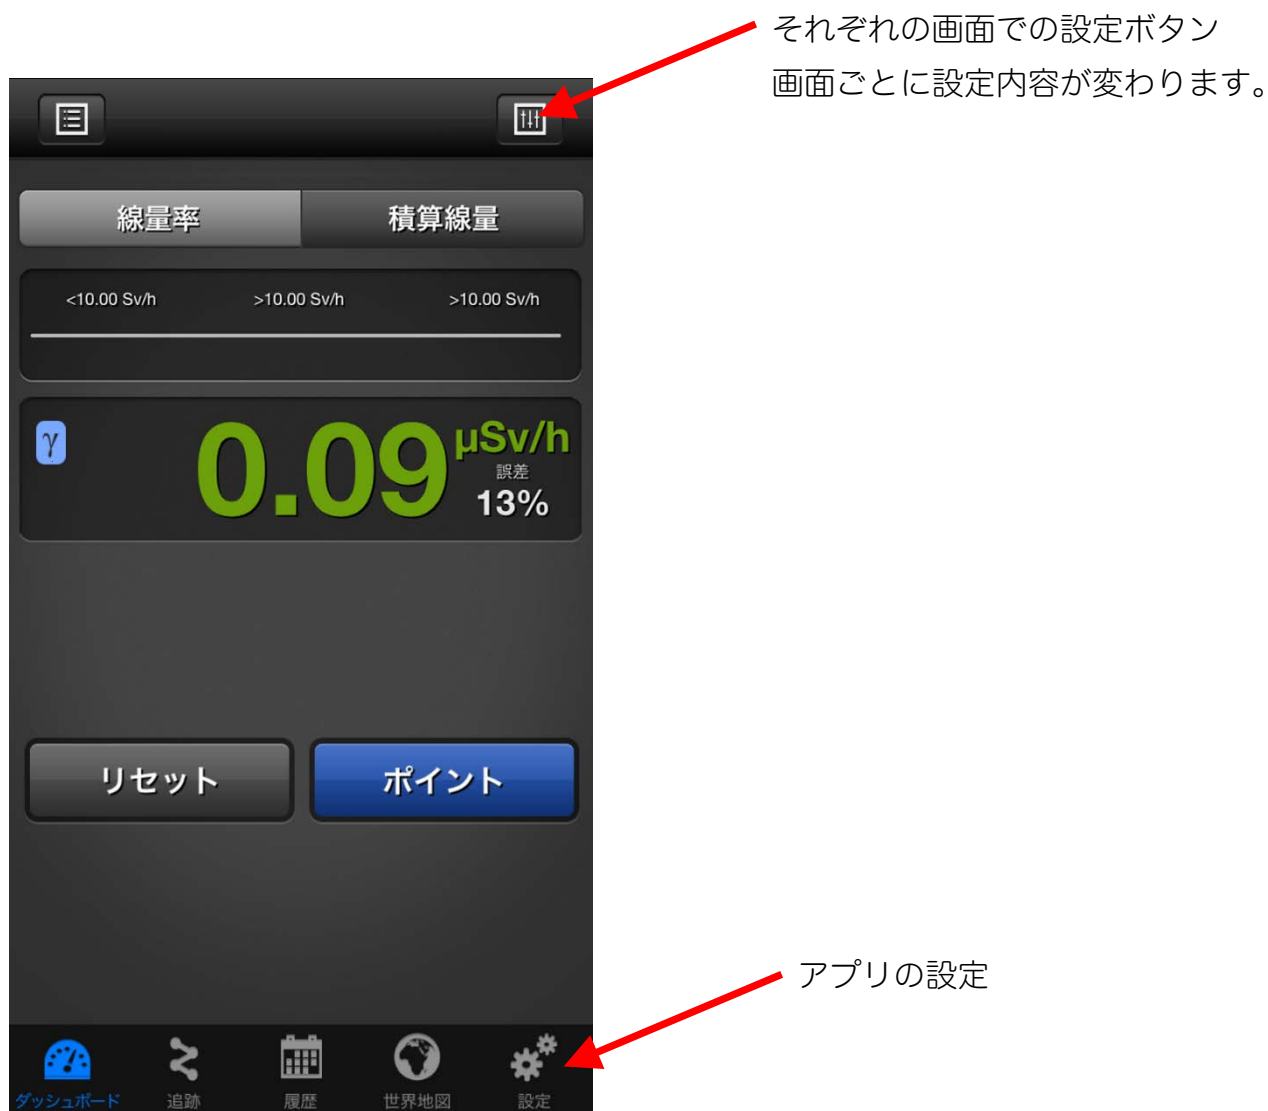 それぞれの画面での設定ボタン
画面ごとに設定内容が変わります。
線量率
積算線量
<10.00 Sv/h
>10.00 Sv/h
>10.00 Sv/h
γ
0.09
μSv/h
誤差
13%
リセット
ポイント
アプリの設定
ダッシュボード
追跡
履歴
世界地図
設定